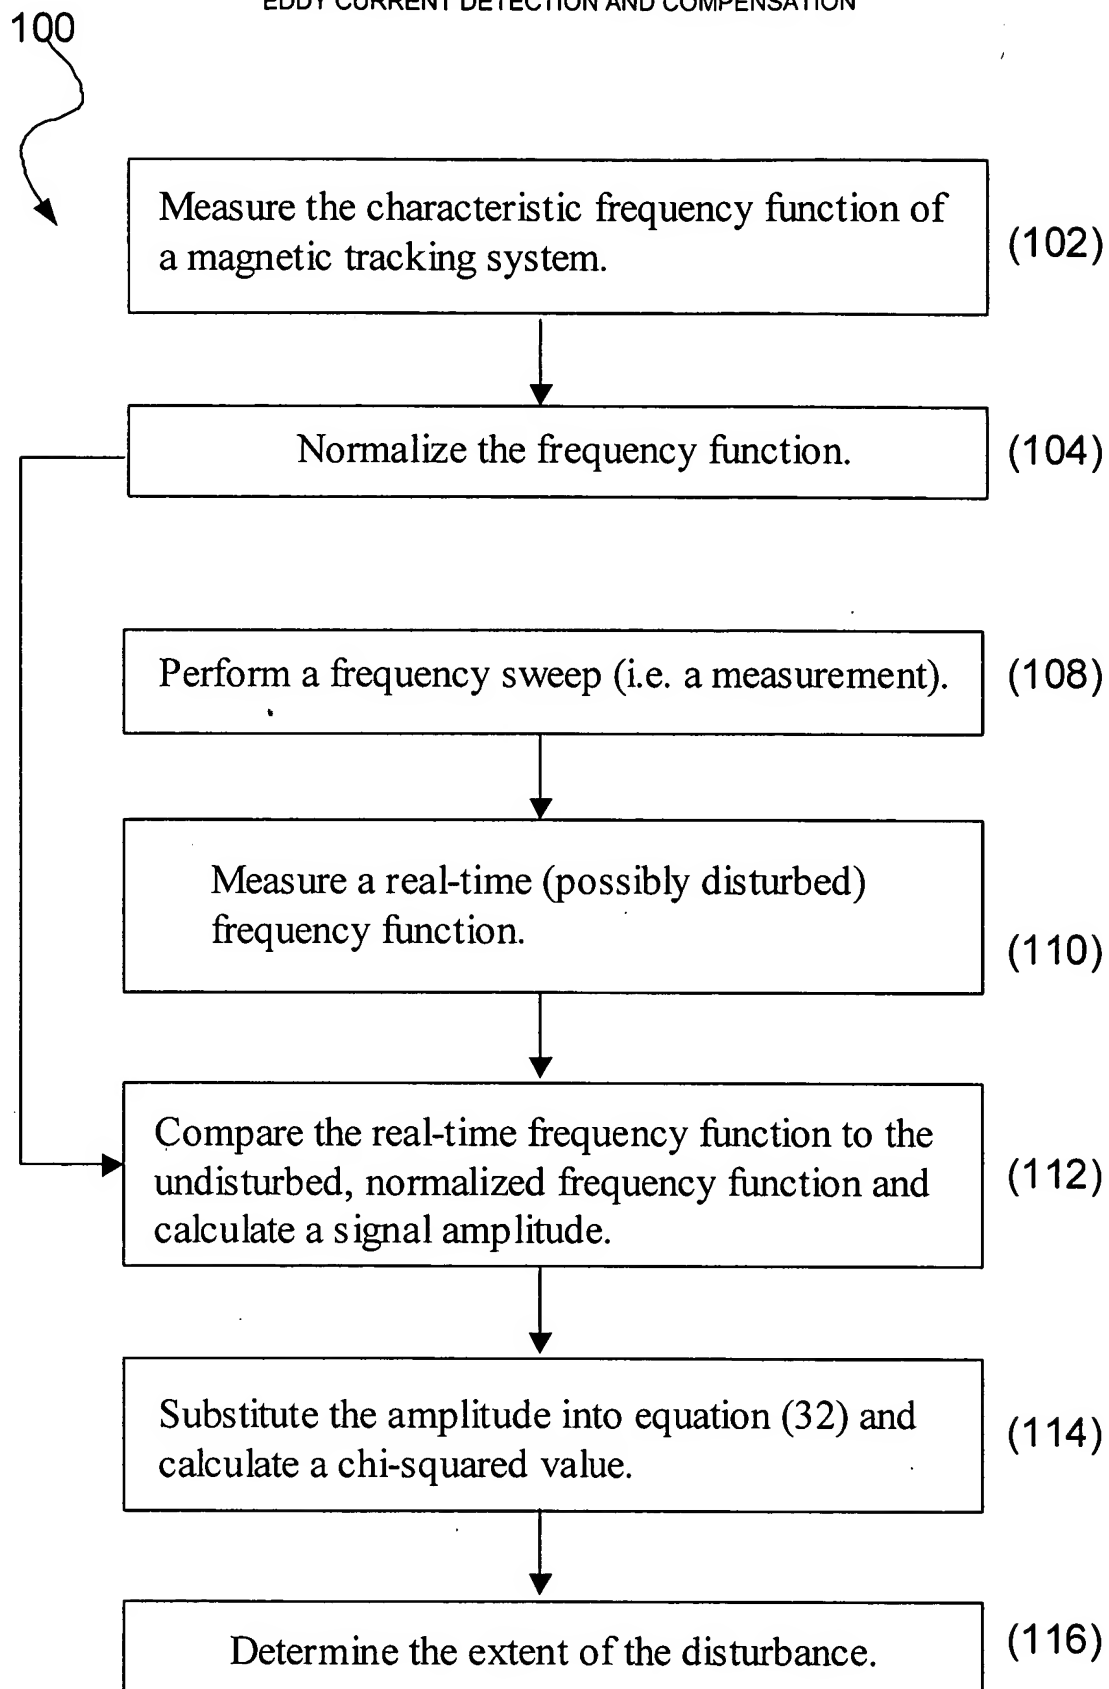 EDDY CURRENT DETECTION AND COMPENSATION
100
Measure the characteristic frequency function of
a magnetic tracking system.
(102)
Normalize the frequency function.
(104)
Perform a frequency sweep (i.e. a measurement).
(108)
Measure a real-time (possibly disturbed)
frequency function.
(110)
Compare the real-time frequency function to the
undisturbed, normalized frequency function and
calculate a signal amplitude.
(112)
Substitute the amplitude into equation (32) and
calculate a chi-squared value.
(114)
Determine the extent of the disturbance.
(116)